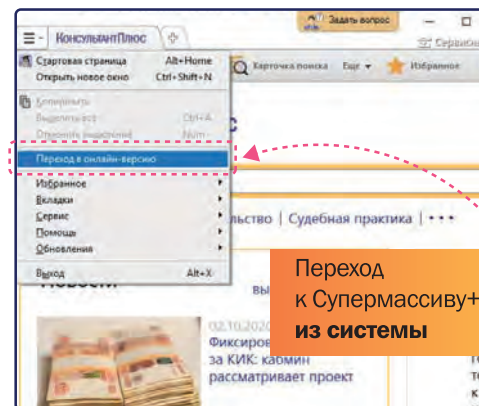 Задать вопрос
КонсультантПлюс
Сервисы
Стартовая страница Alt+Home
Открыть новое окно Ctrl+Shift+N
Карточка поиска Еще Избранное
Копировать
Выделить все Ctrl+A
Отменить выделение Num -
Переход в онлайн-версию
Избранное
Вкладки
Сервис
Помощь
Обновления
Выход Alt+X
льство | Судебная практика | •••
Переход
к Супермассиву+
из системы
Новости
вы
02.10.2020
Фиксиров
за КИК: кабмин
рассматривает проект